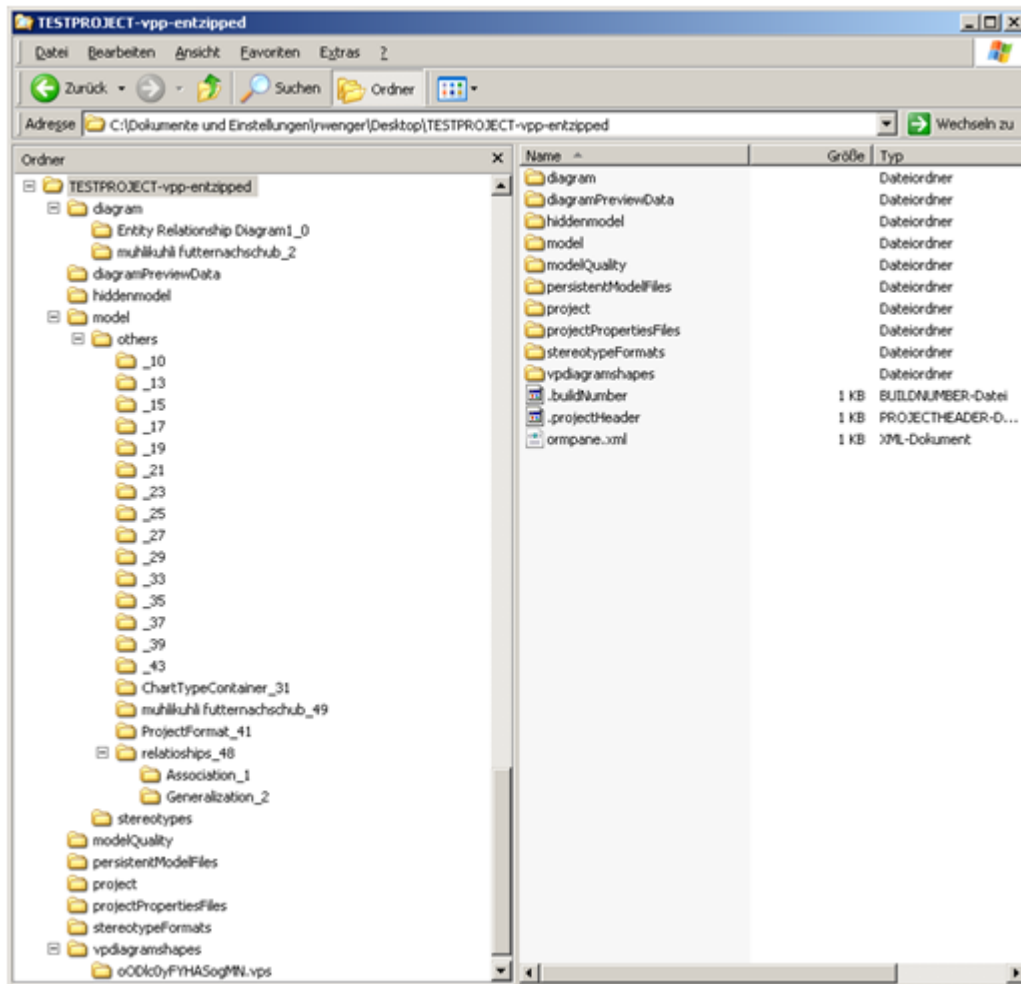 TESTPROJECT-vpp-entzipped
Datei Bearbeiten Ansicht Favoriten Extras ?
Zurück Suchen Ordner
Adresse C:\Dokumente und Einstellungen\rwenger\Desktop\TESTPROJECT-vpp-entzipped Wechseln zu
Ordner x
TESTPROJECT-vpp-entzipped
diagram
Entity Relationship Diagram1_0
muhlikuhli futternachschub_2
diagramPreviewData
hiddenmodel
model
others
_10
_13
_15
_17
_19
_21
_23
_25
_27
_29
_33
_35
_37
_39
_43
ChartTypeContainer_31
muhlikuhli futternachschub_49
ProjectFormat_41
relatioships_48
Association_1
Generalization_2
stereotypes
modelQuality
persistentModelFiles
project
projectPropertiesFiles
stereotypeFormats
vpdiagramshapes
oODlc0yFYHASogMN.vps
Name Größe Typ
diagram Dateiordner
diagramPreviewData Dateiordner
hiddenmodel Dateiordner
model Dateiordner
modelQuality Dateiordner
persistentModelFiles Dateiordner
project Dateiordner
projectPropertiesFiles Dateiordner
stereotypeFormats Dateiordner
vpdiagramshapes Dateiordner
.buildNumber 1 KB BUILDNUMBER-Datei
.projectHeader 1 KB PROJECTHEADER-D...
ormpane.xml 1 KB XML-Dokument